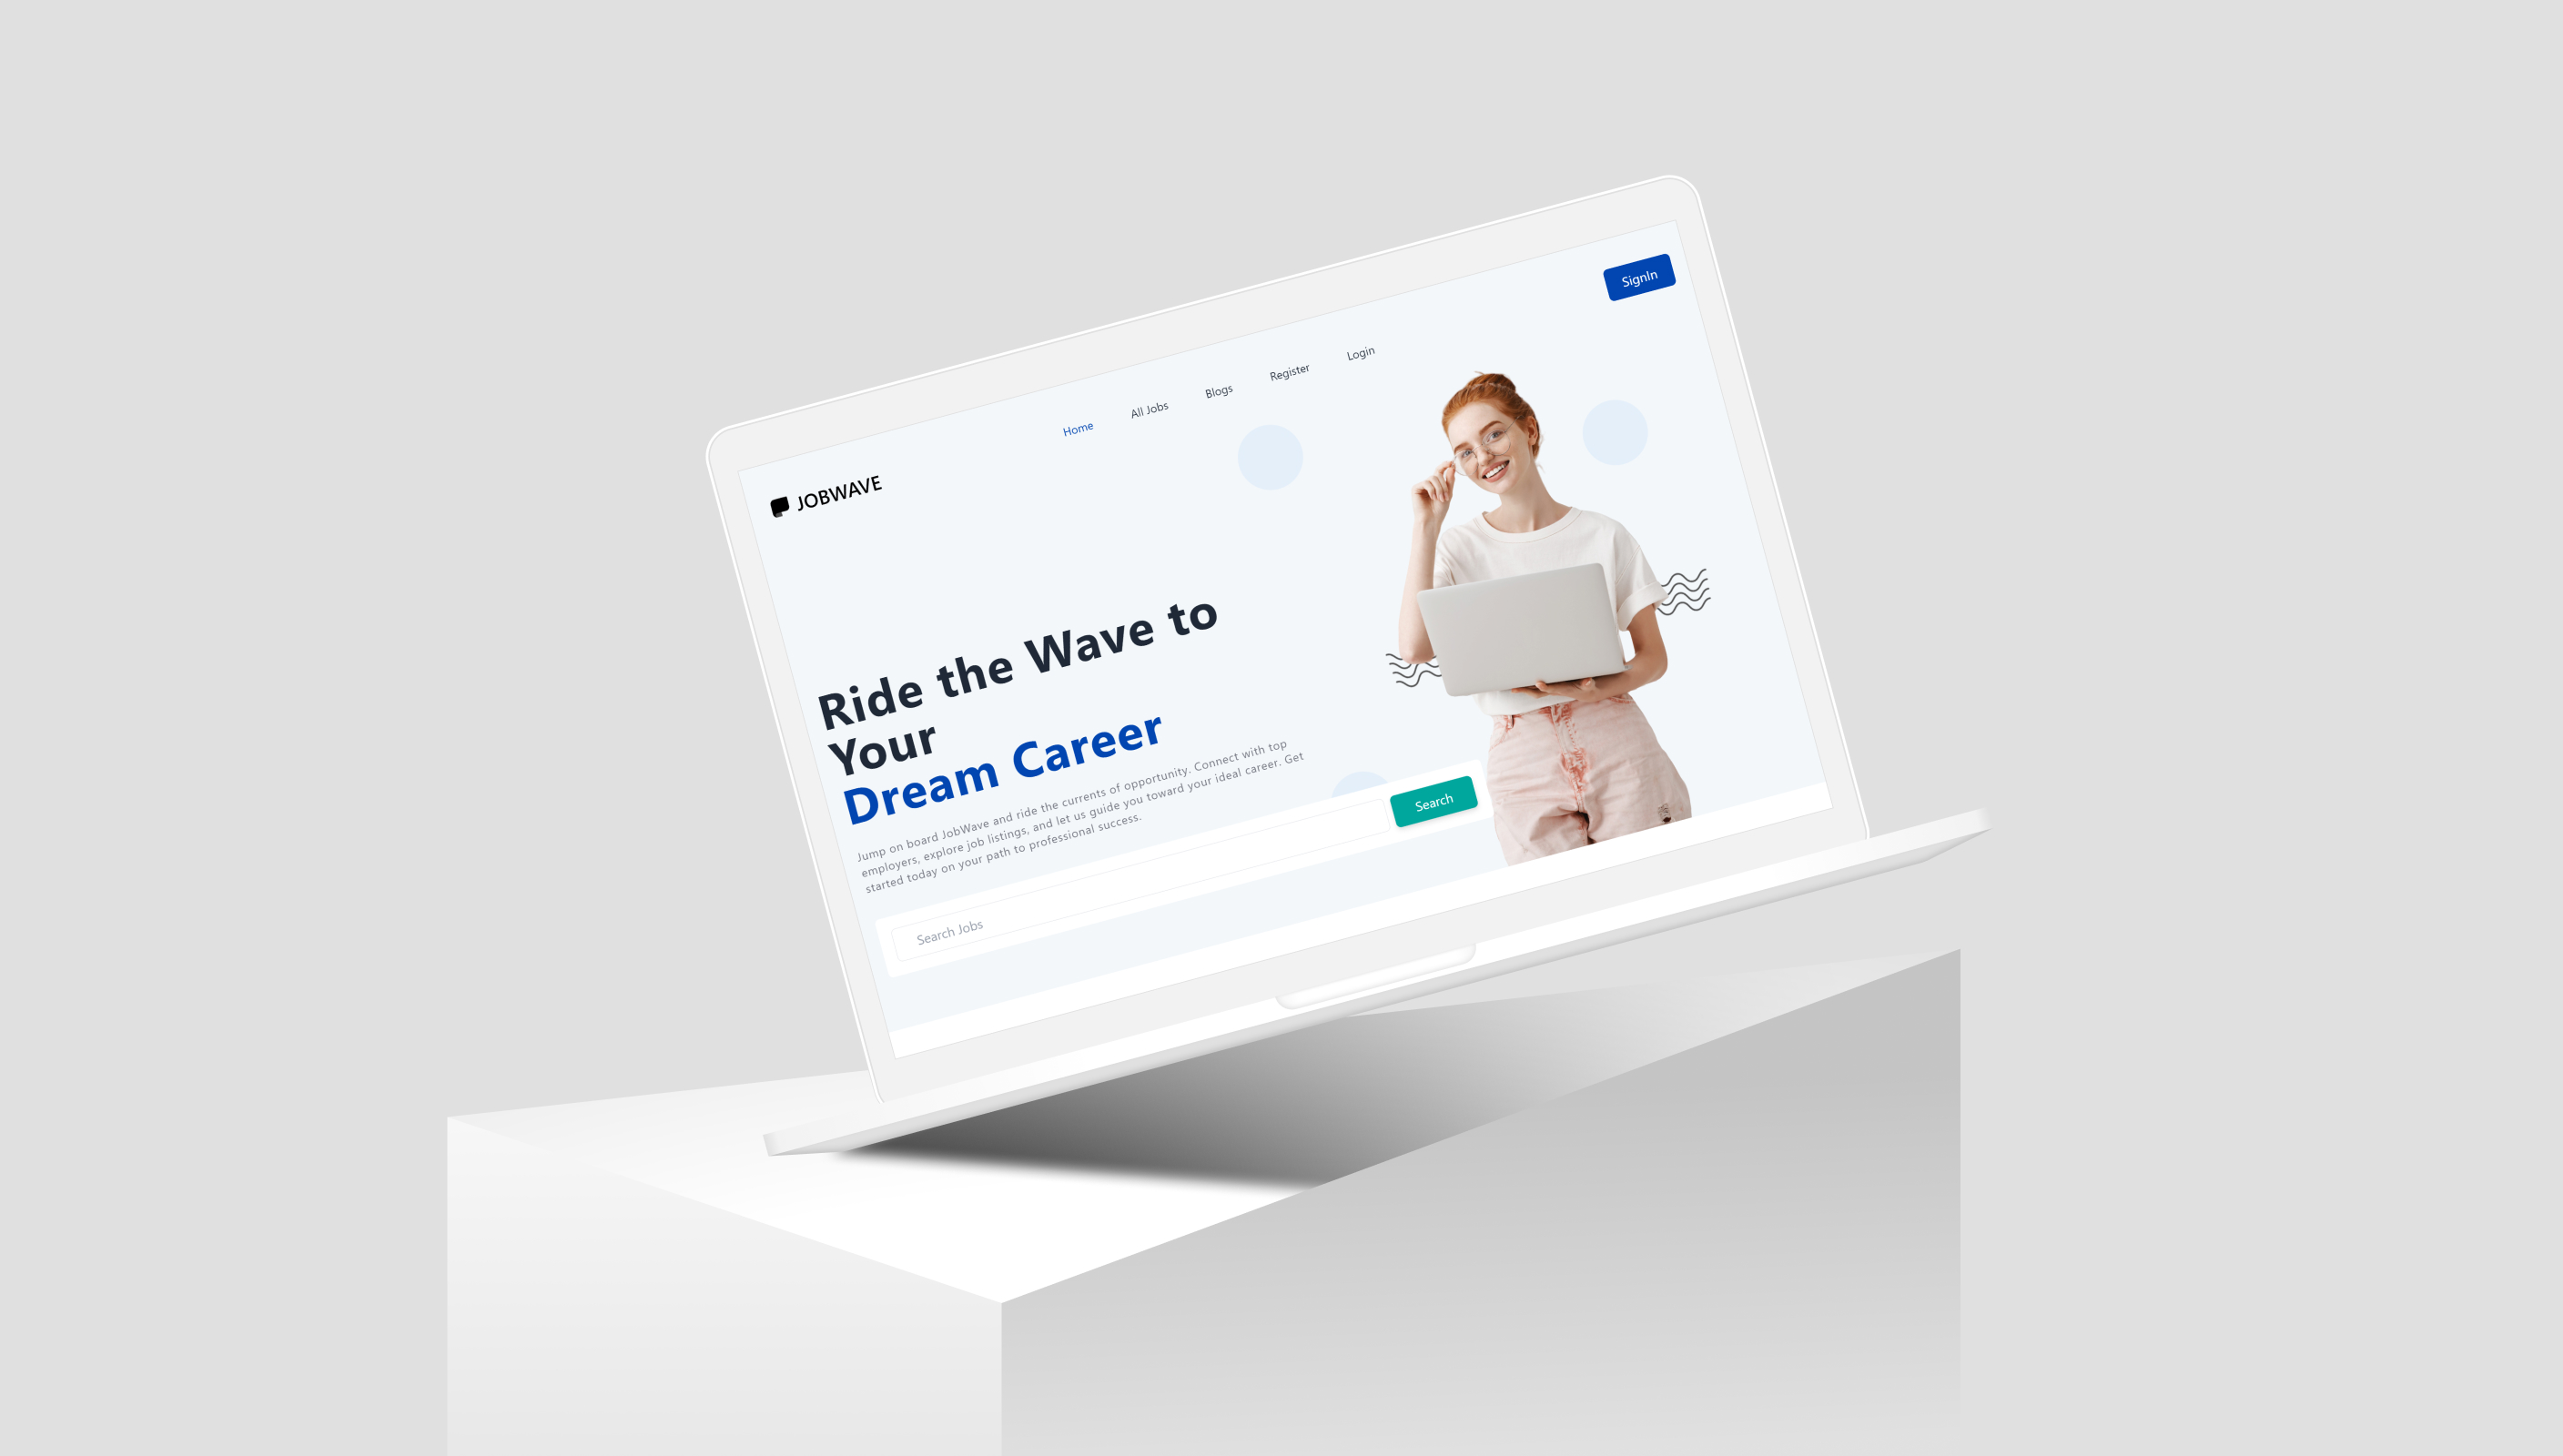 JOBWAVE
Home
All Jobs
Blogs
Register
Login
SignIn
Ride the Wave to
Your
Dream Career
Jump on board JobWave and ride the currents of opportunity. Connect with top
employers, explore job listings, and let us guide you toward your ideal career. Get
started today on your path to professional success.
Search Jobs
Search